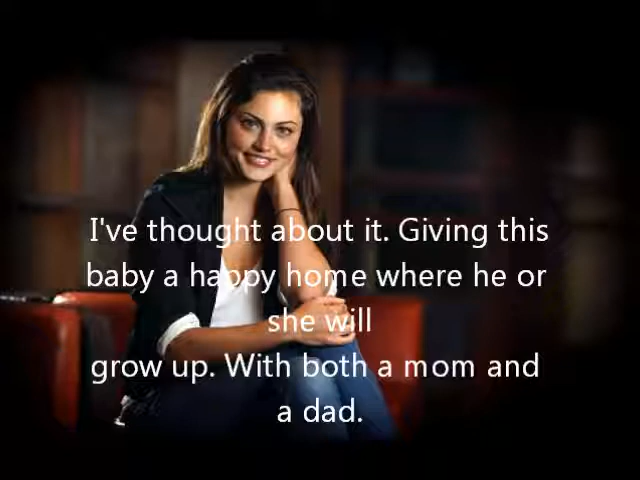 I've thought about it. Giving this
baby a happy home where he or
she will
grow up. With both a mom and
a dad.